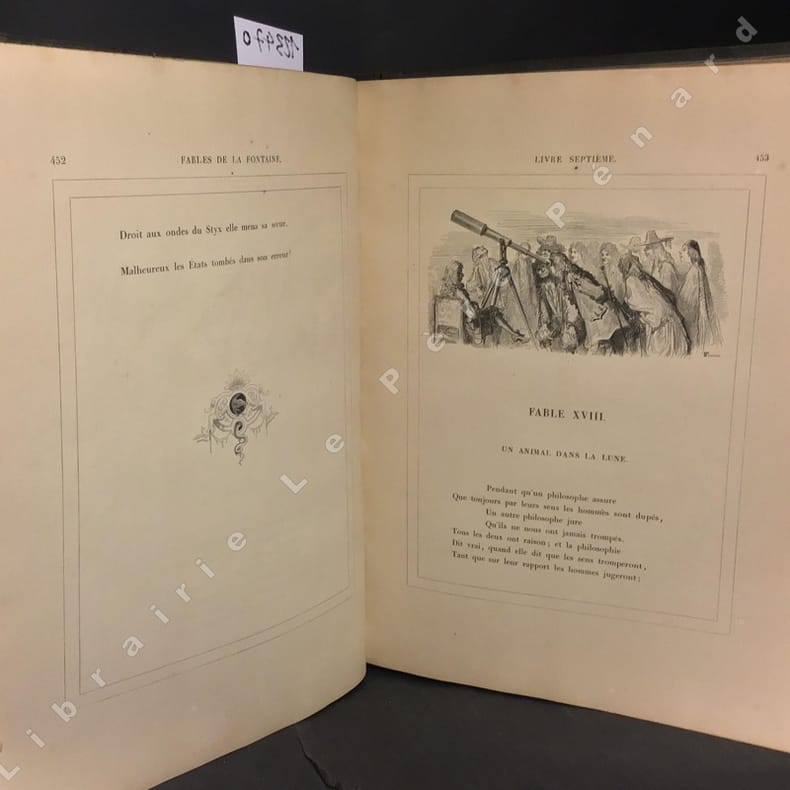 452
FABLES DE LA FONTAINE.
Droit aux ondes du Styx elle mena sa sœur.
Malheureux les États tombés dans son erreur!
LIVRE SEPTIÈME.
453
FABLE XVIII.
UN ANIMAL DANS LA LUNE.
Pendant qu'un philosophe assure
Que toujours par leurs sens les hommes sont dupés,
Un autre philosophe jure
Qu'ils ne nous ont jamais trompés.
Tous les deux ont raison; et la philosophie
Dit vrai, quand elle dit que les sens tromperont,
Tant que sur leur rapport les hommes jugeront;
Librairie Le Pénard